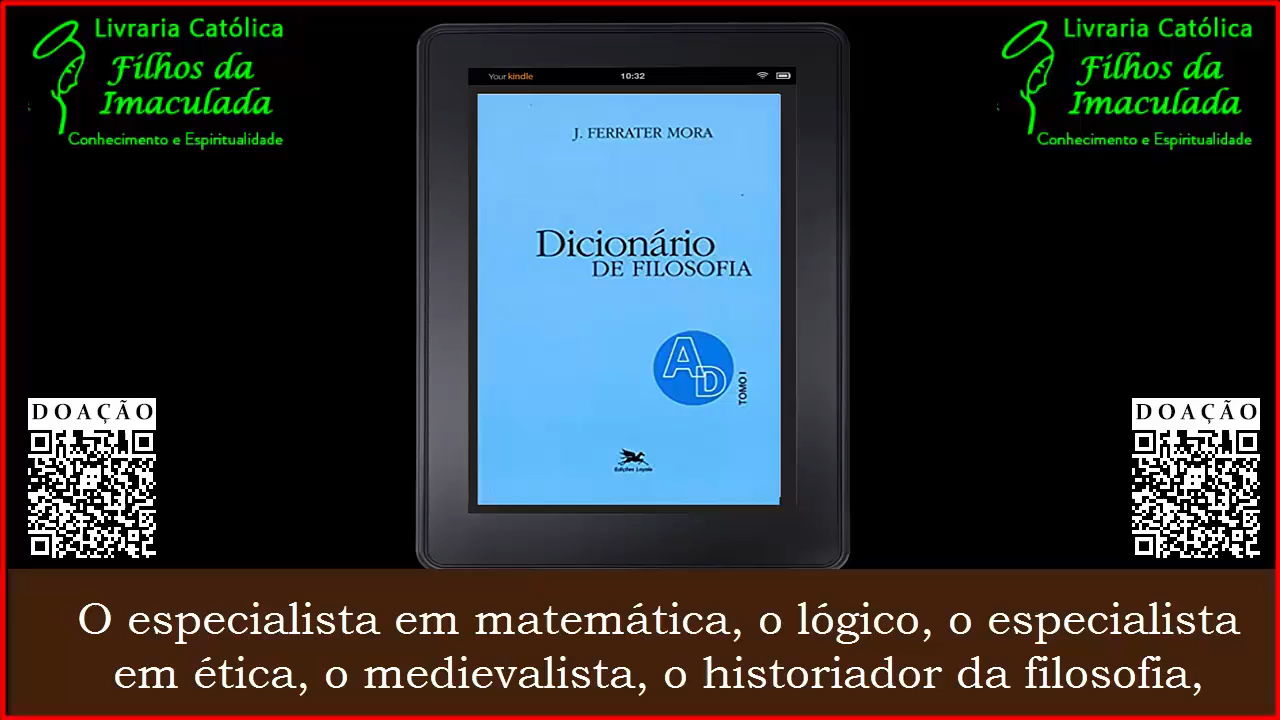 Livraria Católica
Filhos da
Imaculada
Conhecimento e Espiritualidade
Livraria Católica
Filhos da
Imaculada
Conhecimento e Espiritualidade
Your kindle
10:32
J. FERRATER MORA
Dicionário
DE FILOSOFIA
AD
TOMO I
Edições Loyola
DOAÇÃO
DOAÇÃO
O especialista em matemática, o lógico, o especialista
em ética, o medievalista, o historiador da filosofia,